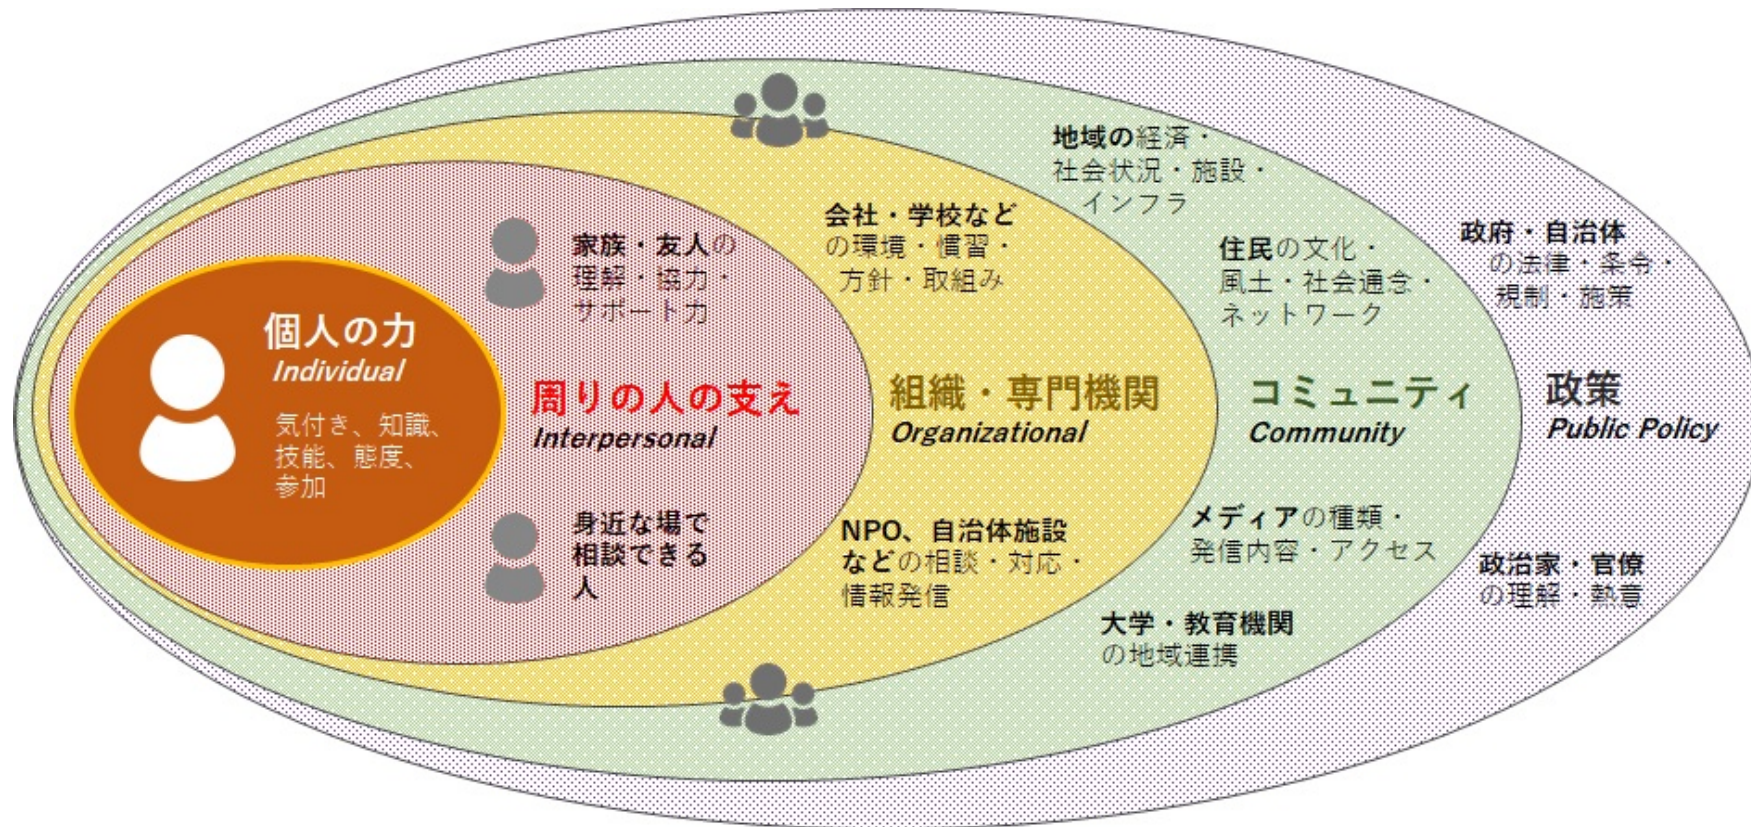 個人の力
Individual
気付き、知識、
技能、態度、
参加
家族・友人の
理解・協力・
サポート力
周りの人の支え
Interpersonal
身近な場で
相談できる
人
会社・学校など
の環境・慣習・
方針・取組み
組織・専門機関
Organizational
NPO、自治体施設
などの相談・対応・
情報発信
地域の経済・
社会状況・施設・
インフラ
住民の文化・
風土・社会通念・
ネットワーク
コミュニティ
Community
メディアの種類・
発信内容・アクセス
大学・教育機関
の地域連携
政府・自治体
の法律・条令・
規制・施策
政策
Public Policy
政治家・官僚
の理解・熱意